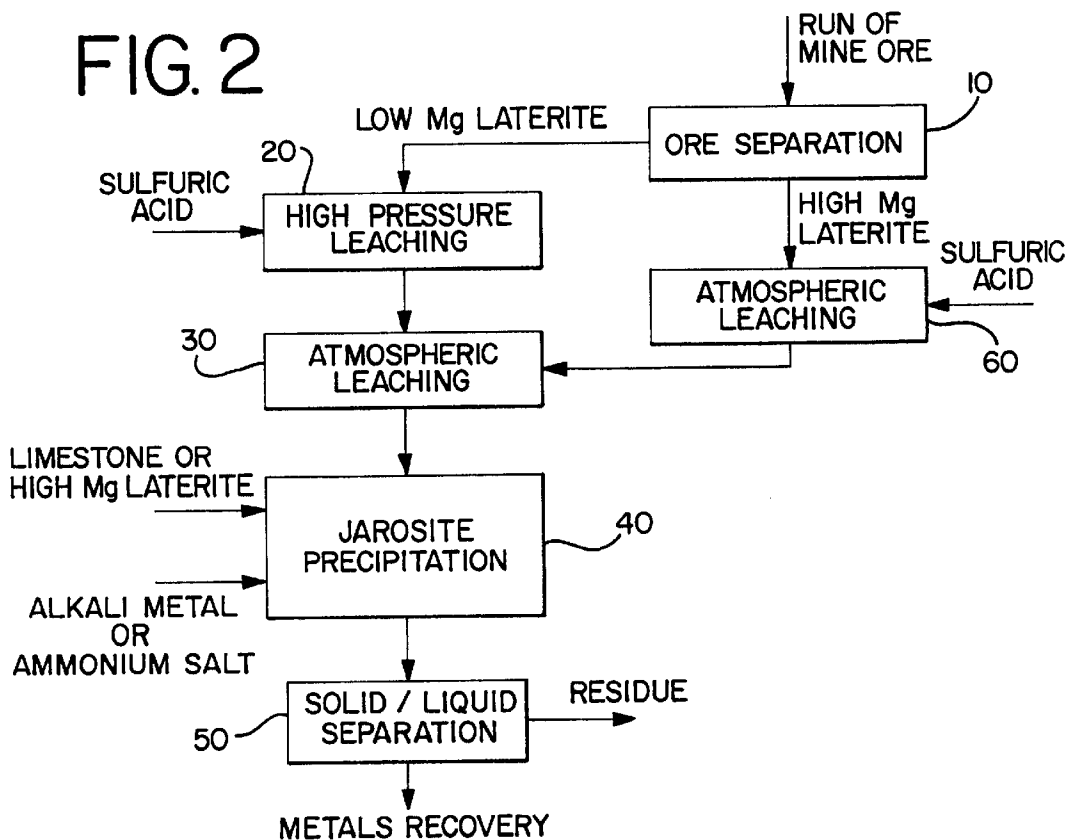 FIG. 2
RUN OF
MINE ORE
10
LOW Mg LATERITE
ORE SEPARATION
20
SULFURIC
ACID
HIGH PRESSURE
LEACHING
HIGH Mg
LATERITE
SULFURIC
ACID
ATMOSPHERIC
LEACHING
60
30
ATMOSPHERIC
LEACHING
LIMESTONE OR
HIGH Mg LATERITE
JAROSITE
PRECIPITATION
40
ALKALI METAL
OR
AMMONIUM SALT
SOLID / LIQUID
SEPARATION
50
RESIDUE
METALS RECOVERY